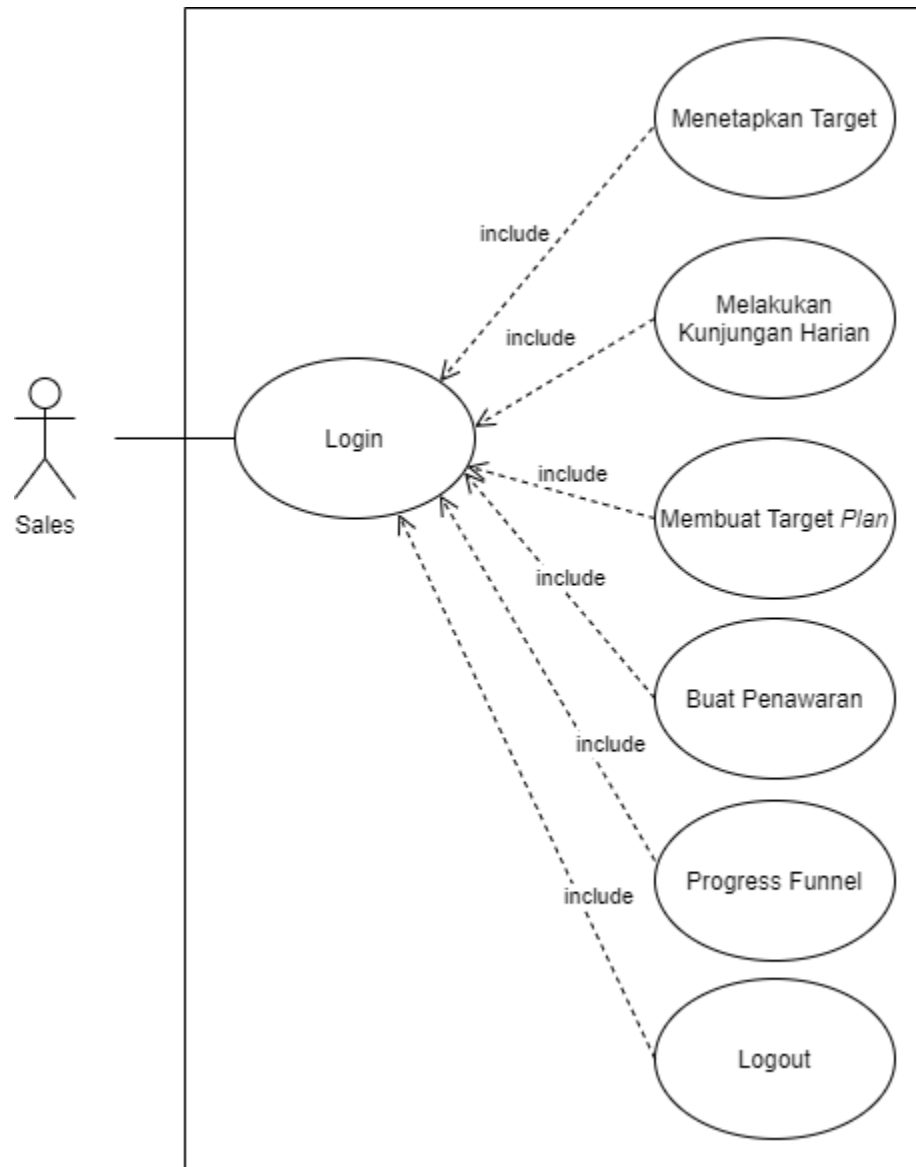 Menetapkan Target
include
Melakukan
Kunjungan Harian
include
Login
Sales
include
Membuat Target Plan
include
Buat Penawaran
include
Progress Funnel
include
Logout